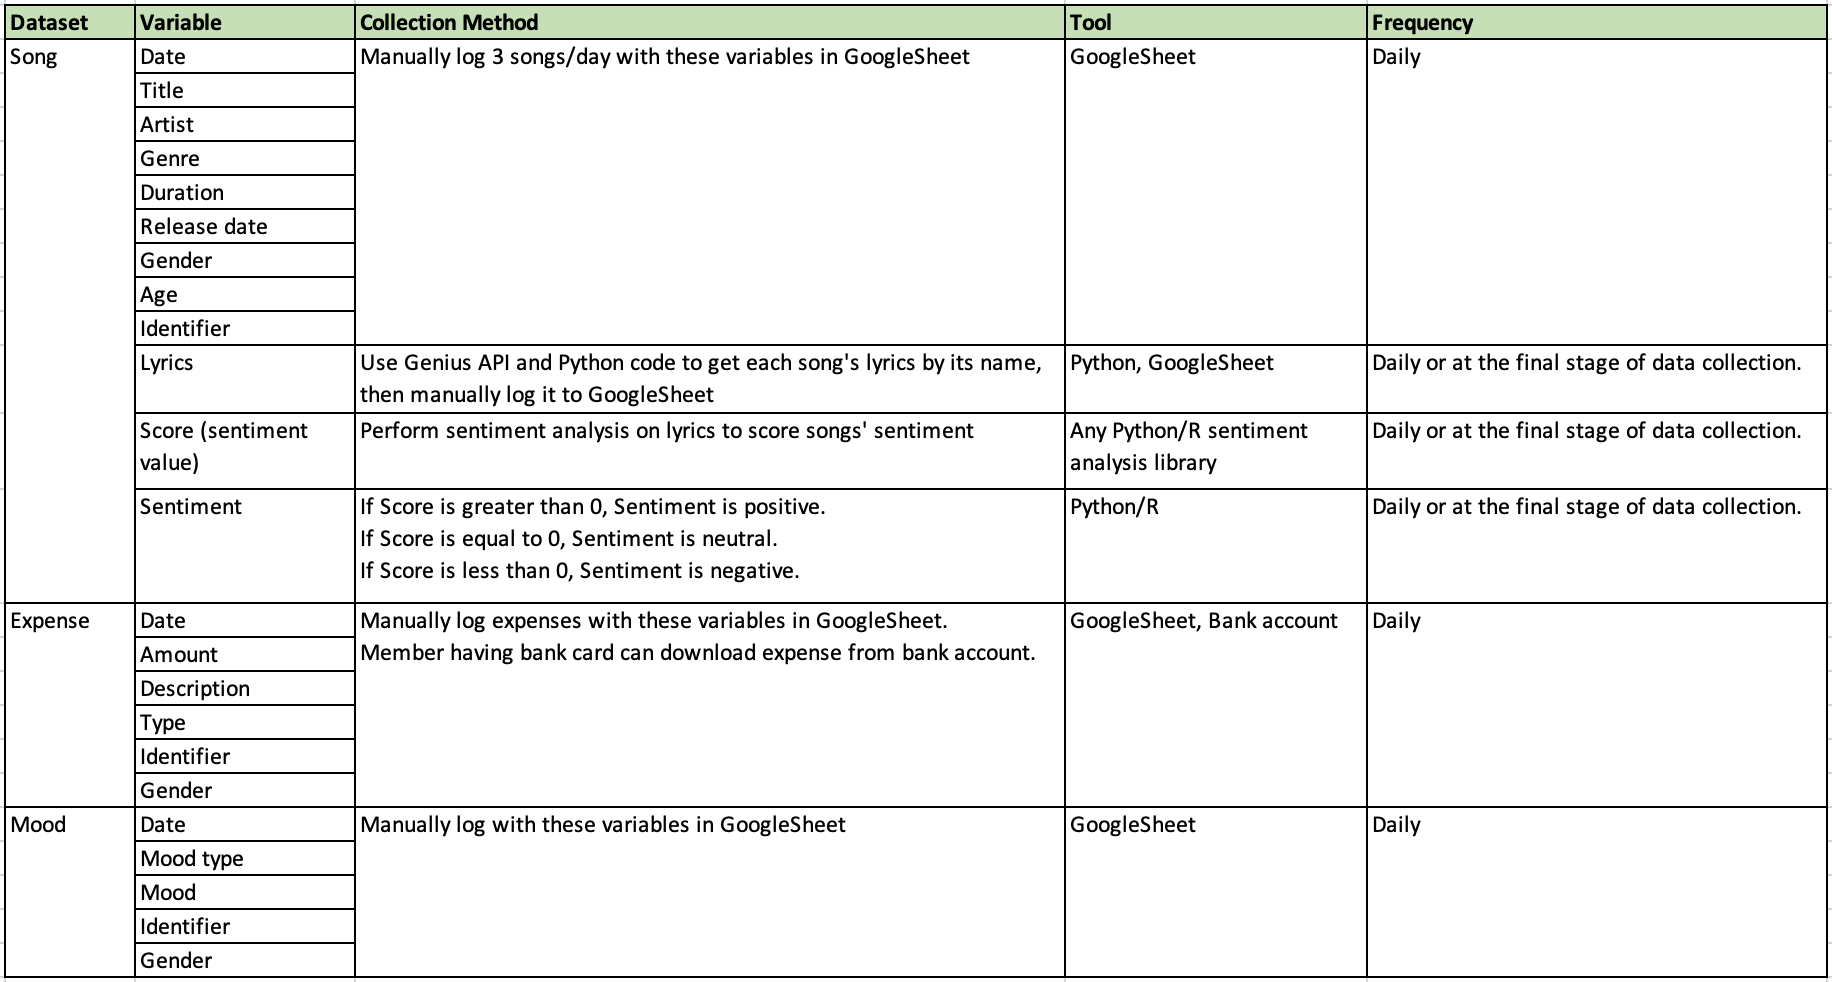 Dataset Variable Collection Method Tool Frequency
Song Date Manually log 3 songs/day with these variables in GoogleSheet GoogleSheet Daily
Title
Artist
Genre
Duration
Release date
Gender
Age
Identifier
Lyrics Use Genius API and Python code to get each song's lyrics by its name, Python, GoogleSheet Daily or at the final stage of data collection.
then manually log it to GoogleSheet
Score (sentiment Perform sentiment analysis on lyrics to score songs' sentiment Any Python/R sentiment Daily or at the final stage of data collection.
value) analysis library
Sentiment If Score is greater than 0, Sentiment is positive. Python/R Daily or at the final stage of data collection.
If Score is equal to 0, Sentiment is neutral.
If Score is less than 0, Sentiment is negative.
Expense Date Manually log expenses with these variables in GoogleSheet. GoogleSheet, Bank account Daily
Amount Member having bank card can download expense from bank account.
Description
Type
Identifier
Gender
Mood Date Manually log with these variables in GoogleSheet GoogleSheet Daily
Mood type
Mood
Identifier
Gender